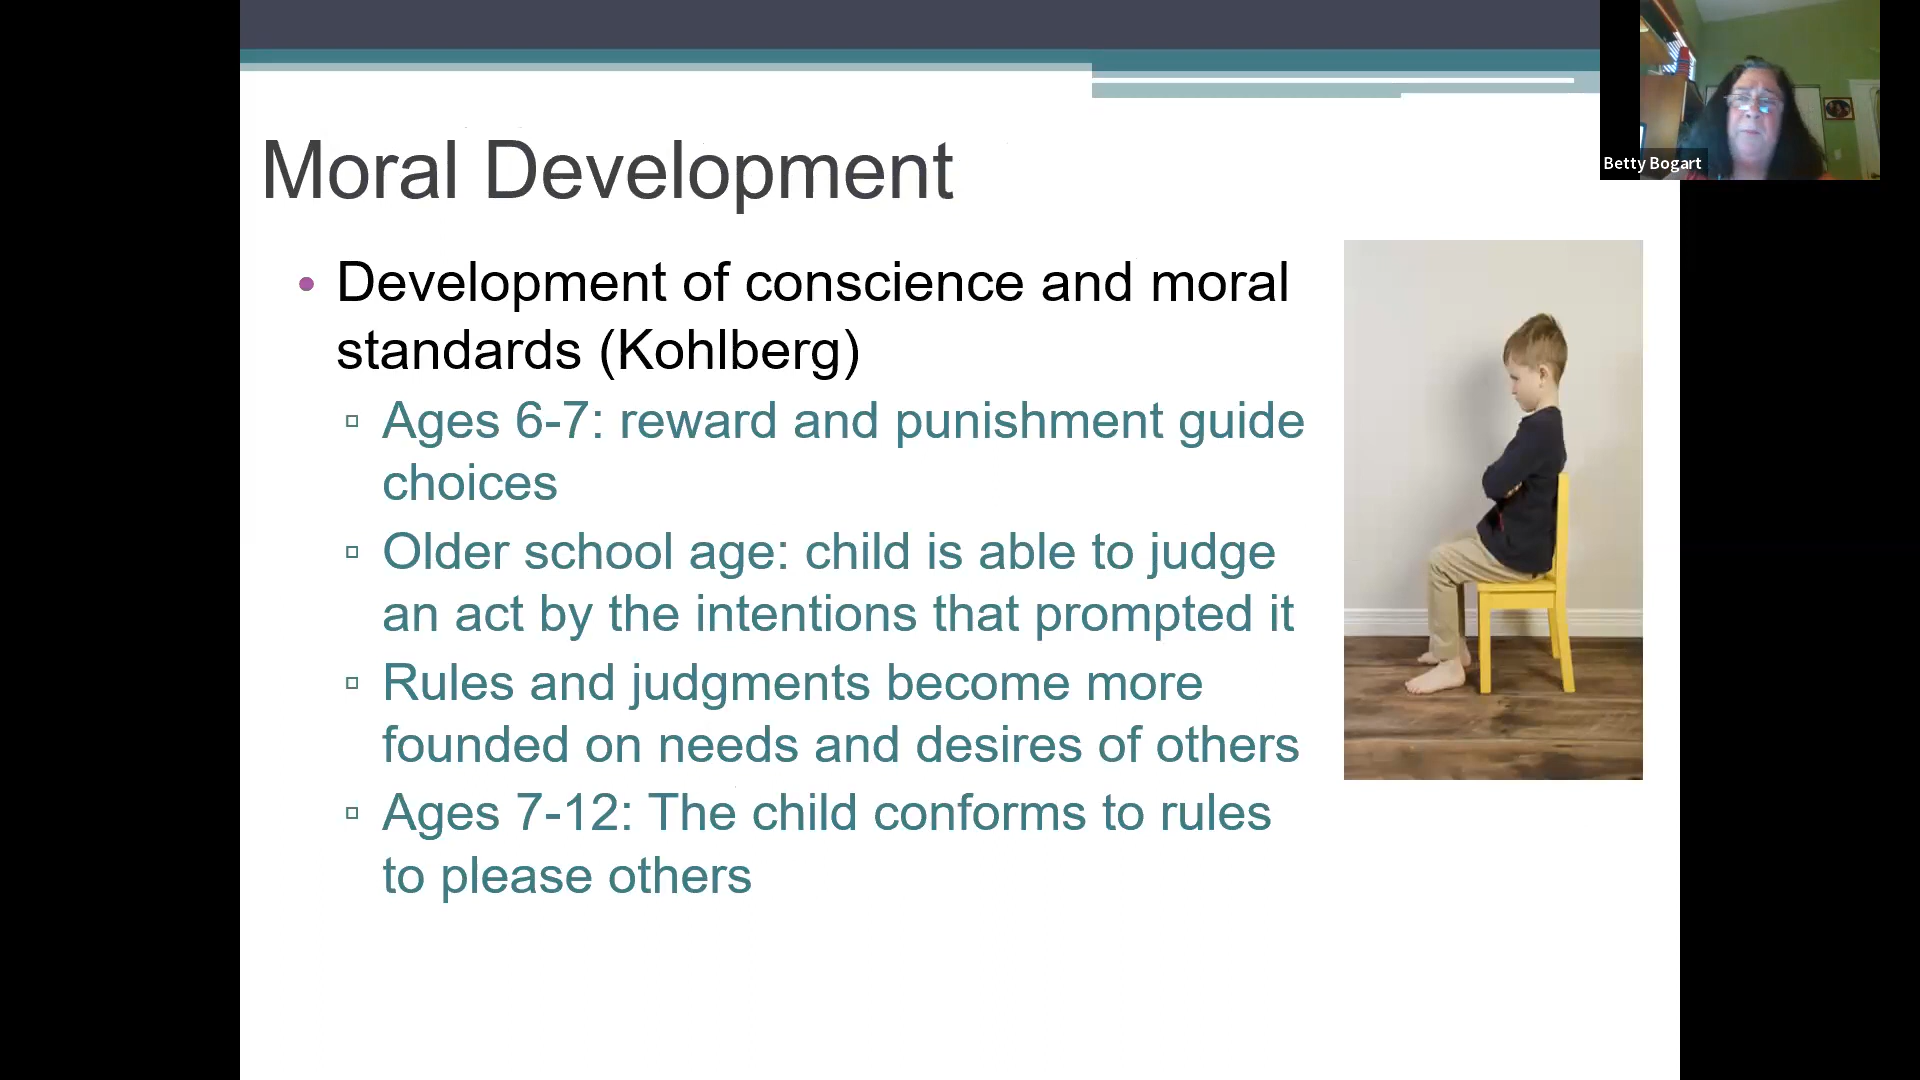 Betty Bogart
Moral Development
• Development of conscience and moral
standards (Kohlberg)
▫ Ages 6-7: reward and punishment guide
choices
▫ Older school age: child is able to judge
an act by the intentions that prompted it
▫ Rules and judgments become more
founded on needs and desires of others
▫ Ages 7-12: The child conforms to rules
to please others